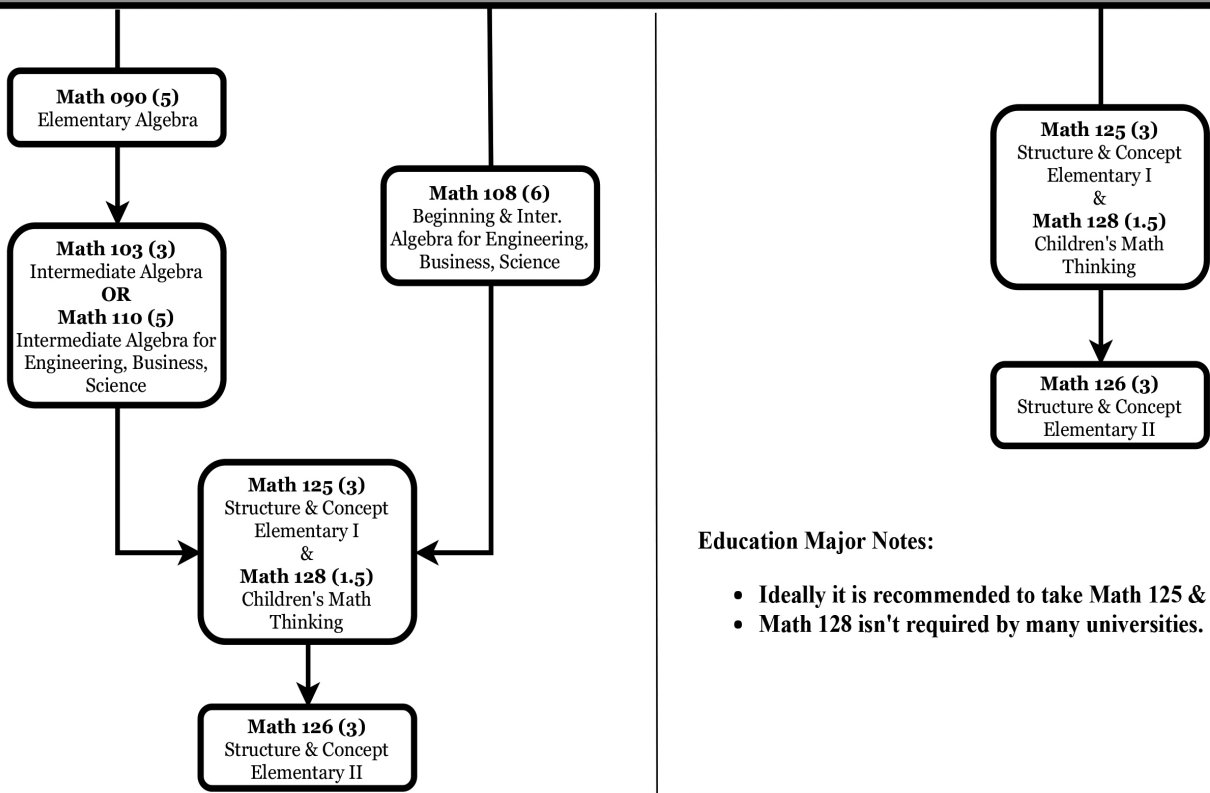 Math 090 (5)
Elementary Algebra
Math 103 (3)
Intermediate Algebra
OR
Math 110 (5)
Intermediate Algebra for
Engineering, Business,
Science
Math 108 (6)
Beginning & Inter.
Algebra for Engineering,
Business, Science
Math 125 (3)
Structure & Concept
Elementary I
&
Math 128 (1.5)
Children's Math
Thinking
Math 126 (3)
Structure & Concept
Elementary II
Math 125 (3)
Structure & Concept
Elementary I
&
Math 128 (1.5)
Children's Math
Thinking
Math 126 (3)
Structure & Concept
Elementary II
Education Major Notes:
• Ideally it is recommended to take Math 125 &
• Math 128 isn't required by many universities.